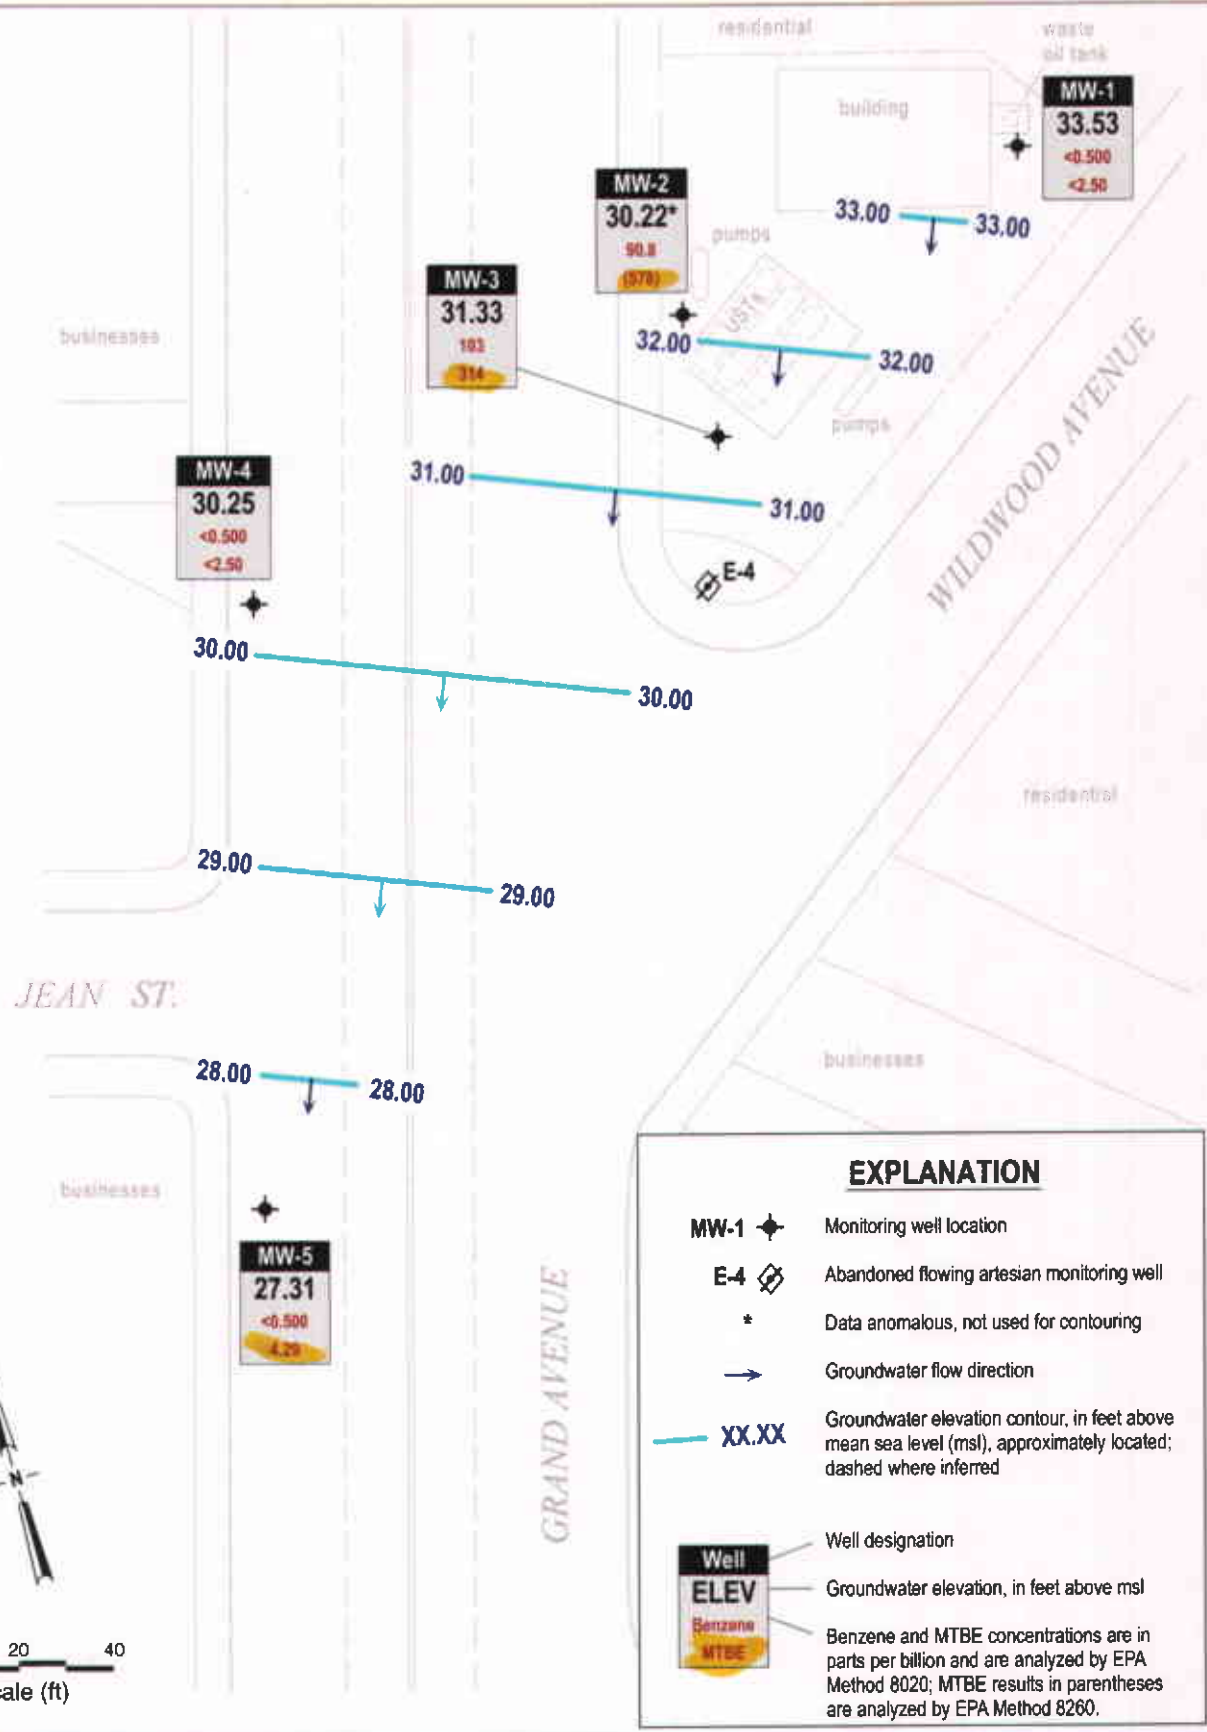 residential
waste
oil tank
building
MW-1
33.53
<0.500
<2.50
MW-2
30.22*
90.8
(578)
33.00
33.00
pumps
MW-3
31.33
103
314
USTs
businesses
32.00
32.00
pumps
WILDWOOD AVENUE
MW-4
30.25
<0.500
<2.50
31.00
31.00
E-4
30.00
30.00
residential
29.00
29.00
JEAN ST.
28.00
28.00
businesses
businesses
MW-5
27.31
<0.500
4.29
GRAND AVENUE
N
20 40
cale (ft)
EXPLANATION
MW-1 Monitoring well location
E-4 Abandoned flowing artesian monitoring well
* Data anomalous, not used for contouring
Groundwater flow direction
XX.XX Groundwater elevation contour, in feet above
mean sea level (msl), approximately located;
dashed where inferred
Well
ELEV
Benzene
MTBE
Well designation
Groundwater elevation, in feet above msl
Benzene and MTBE concentrations are in
parts per billion and are analyzed by EPA
Method 8020; MTBE results in parentheses
are analyzed by EPA Method 8260.